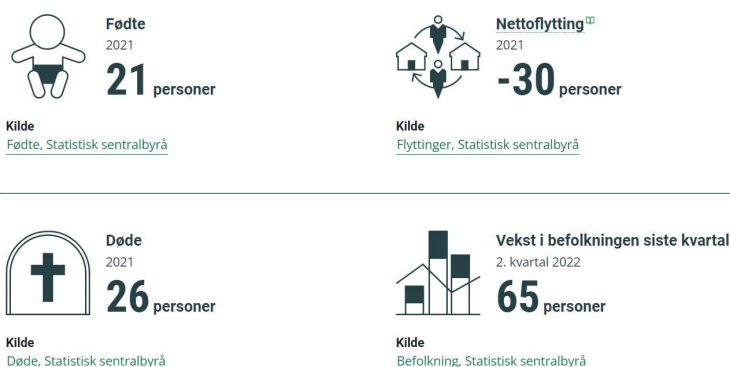 Fødte
2021
21 personer
Kilde
Fødte, Statistisk sentralbyrå
Nettoflytting
2021
-30 personer
Kilde
Flyttinger, Statistisk sentralbyrå
Døde
2021
26 personer
Kilde
Døde, Statistisk sentralbyrå
Vekst i befolkningen siste kvartal
2. kvartal 2022
65 personer
Kilde
Befolkning, Statistisk sentralbyrå